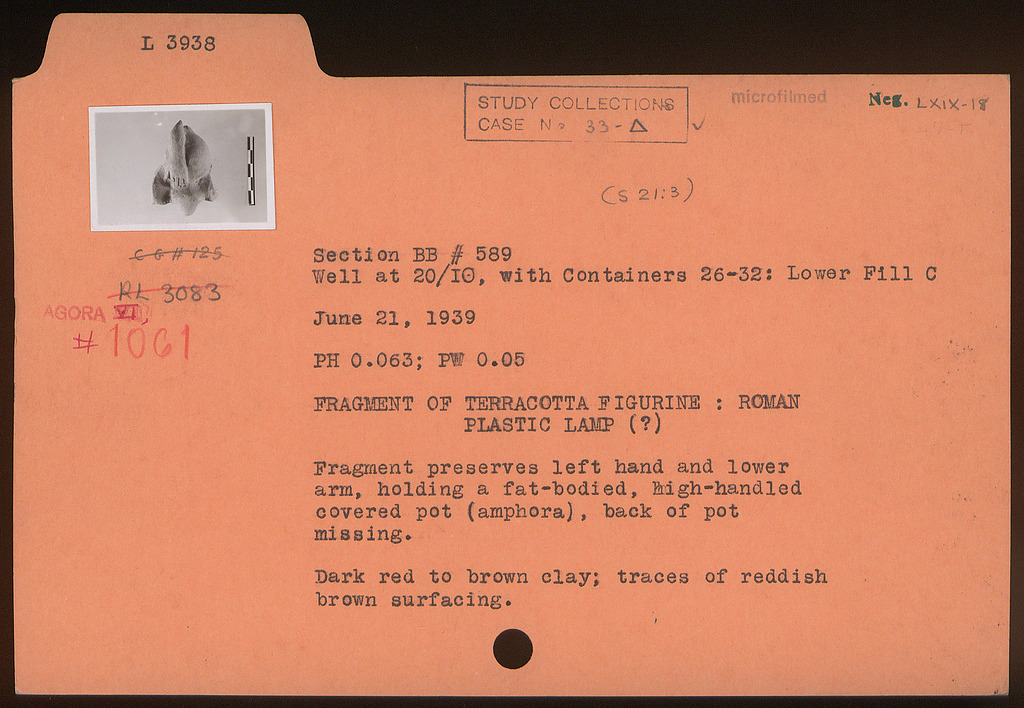 L 3938
STUDY COLLECTIONS
CASE No 33-Δ ✓
microfilmed
Neg. LXIX-18
(S 21:3)
C G # 125
RL 3083
AGORA VI,
# 1061
Section BB # 589
Well at 20/ΙΘ, with Containers 26-32: Lower Fill C
June 21, 1939
PH 0.063; PW 0.05
FRAGMENT OF TERRACOTTA FIGURINE : ROMAN
PLASTIC LAMP (?)
Fragment preserves left hand and lower
arm, holding a fat-bodied, high-handled
covered pot (amphora), back of pot
missing.
Dark red to brown clay; traces of reddish
brown surfacing.